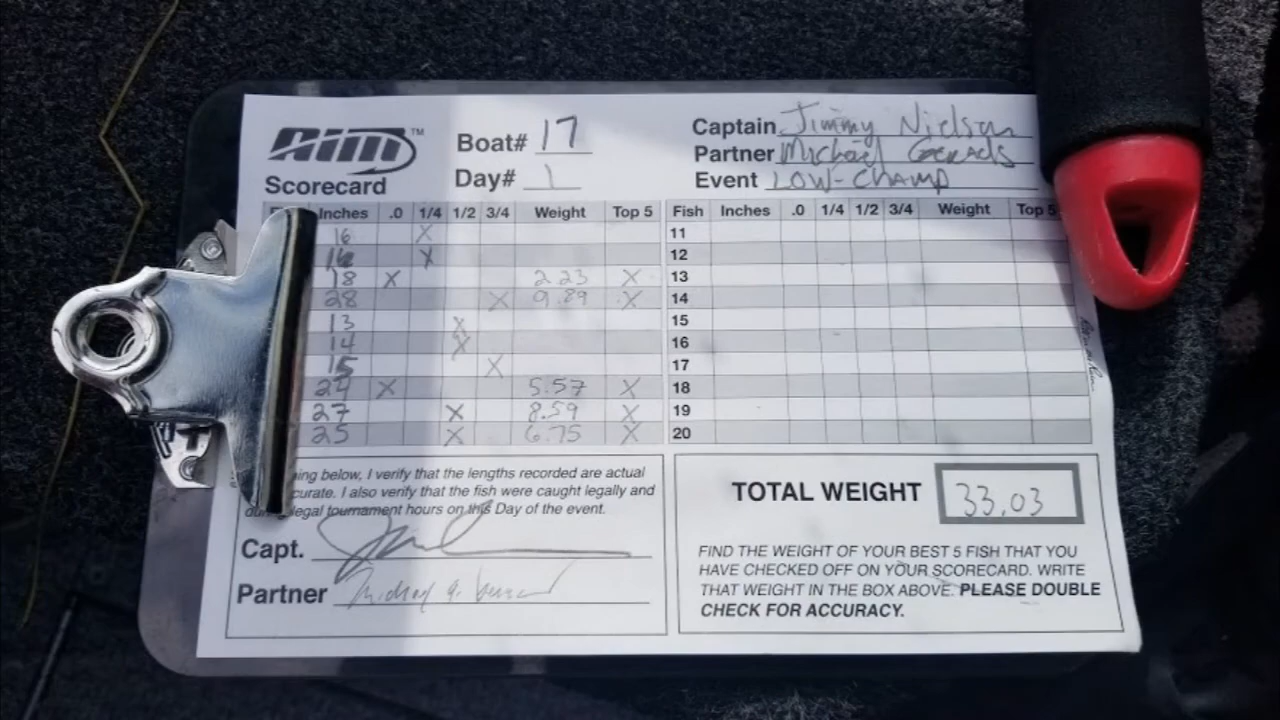 Aim™
Scorecard
Boat# 17
Day# 1
Captain Jimmy Nielsen
Partner Michael Gerads
Event LOW-CHAMP
Inches .0 1/4 1/2 3/4 Weight Top 5 Fish Inches .0 1/4 1/2 3/4 Weight Top 5
16 X 11
16 X 12
18 X 2.23 X 13
28 X 9.89 X 14
13 X 15
14 X 16
15 X 17
24 X 5.57 X 18
27 X 8.59 X 19
25 X 6.75 X 20
ing below, I verify that the lengths recorded are actual
curate. I also verify that the fish were caught legally and
legal tournament hours on this Day of the event.
Capt.
Partner
TOTAL WEIGHT 33.03
FIND THE WEIGHT OF YOUR BEST 5 FISH THAT YOU
HAVE CHECKED OFF ON YOUR SCORECARD. WRITE
THAT WEIGHT IN THE BOX ABOVE. PLEASE DOUBLE
CHECK FOR ACCURACY.